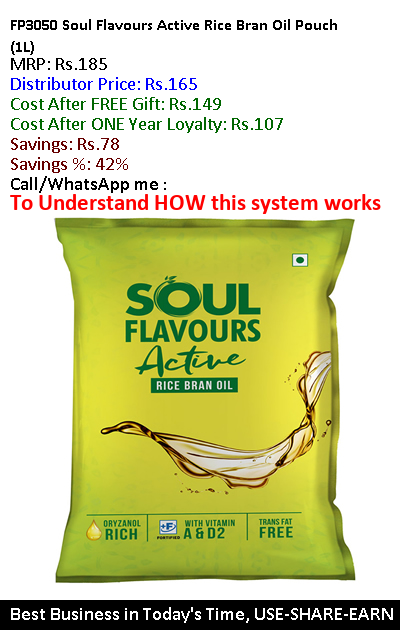 FP3050 Soul Flavours Active Rice Bran Oil Pouch
(1L)
MRP: Rs.185
Distributor Price: Rs.165
Cost After FREE Gift: Rs.149
Cost After ONE Year Loyalty: Rs.107
Savings: Rs.78
Savings %: 42%
Call/WhatsApp me :
To Understand HOW this system works
SOUL
FLAVOURS
Active
RICE BRAN OIL
ORYZANOL
RICH
+F
FORTIFIED
WITH VITAMIN
A & D2
TRANS FAT
FREE
Best Business in Today's Time, USE-SHARE-EARN